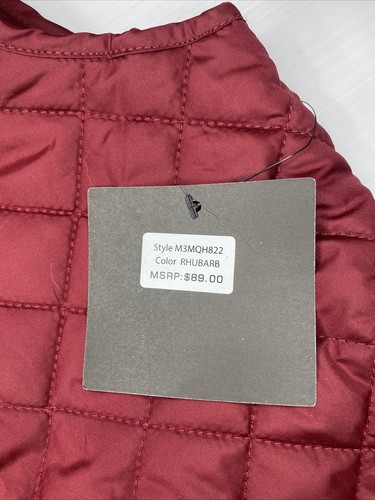 Style M3MQH822
Color RHUBARB
MSRP:$89.00